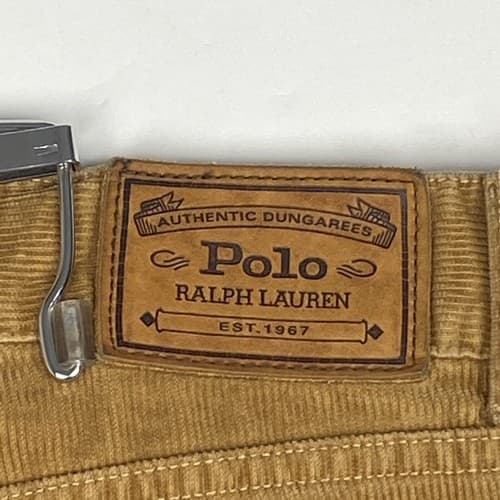 AUTHENTIC DUNGAREES
Polo
RALPH LAUREN
EST. 1967